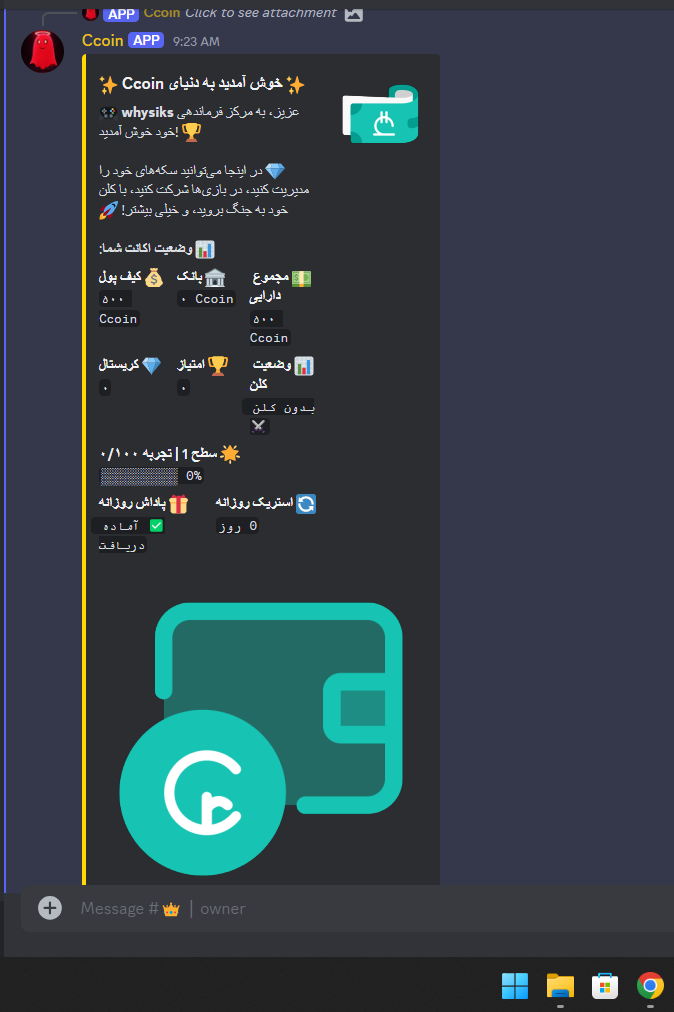 APP Ccoin Click to see attachment
Ccoin APP 9:23 AM
✨ خوش آمدید به دنیای Ccoin ✨
🎮 whysiks عزیز، به مرکز فرماندهی
خود خوش آمدید! 🏆
💎 در اینجا می‌توانید سکه‌های خود را
مدیریت کنید، در بازی‌ها شرکت کنید، با کلن
خود به جنگ بروید، و خیلی بیشتر! 🚀
📊 وضعیت اکانت شما:
💰 کیف پول
۵۰۰
Ccoin
🏛️ بانک
۰ Ccoin
💵 مجموع
دارایی
۵۰۰
Ccoin
💎 کریستال
۰
🏆 امتیاز
۰
📊 وضعیت
کلن
بدون کلن
⚔️
🌟 سطح 1 | تجربه ۰/۱۰۰
░░░░░░░░░░ 0%
🎁 پاداش روزانه
✅ آماده
دریافت
🔄 استریک روزانه
0 روز
Message #👑 | owner